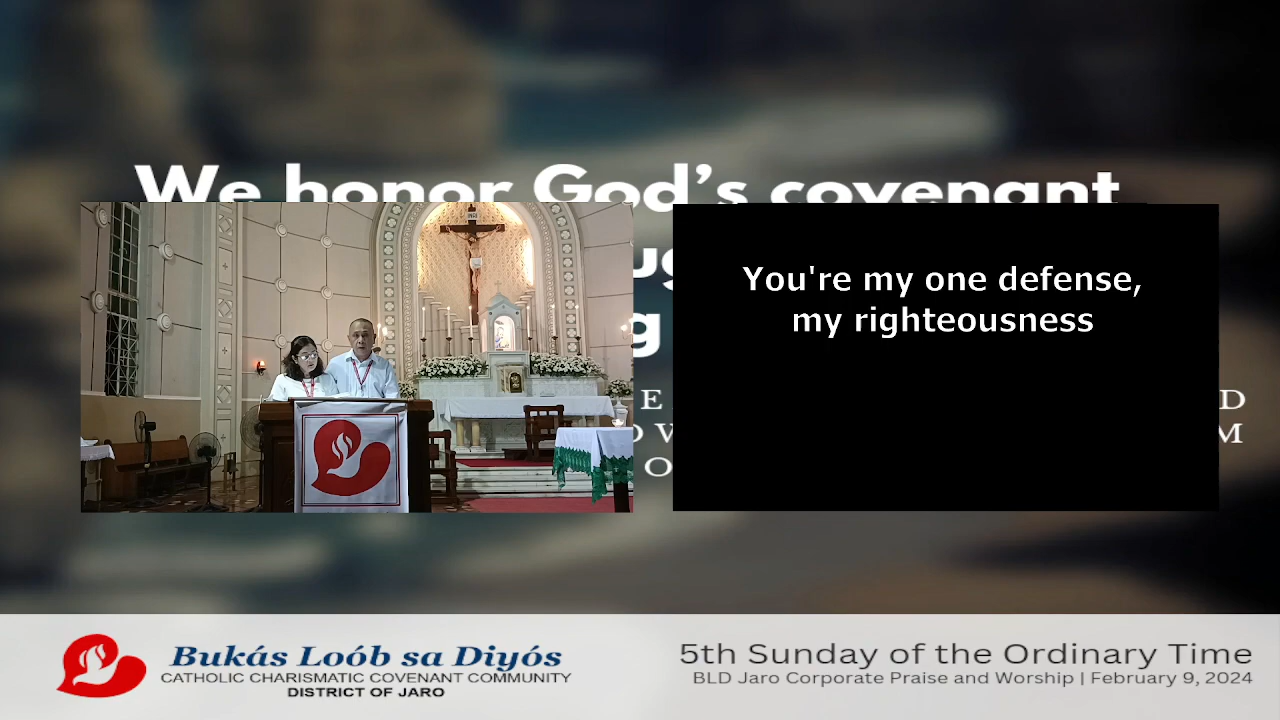 We honor God's covenant
You're my one defense,
my righteousness
INRI
Bukás Loób sa Diyós
CATHOLIC CHARISMATIC COVENANT COMMUNITY
DISTRICT OF JARO
5th Sunday of the Ordinary Time
BLD Jaro Corporate Praise and Worship | February 9, 2024